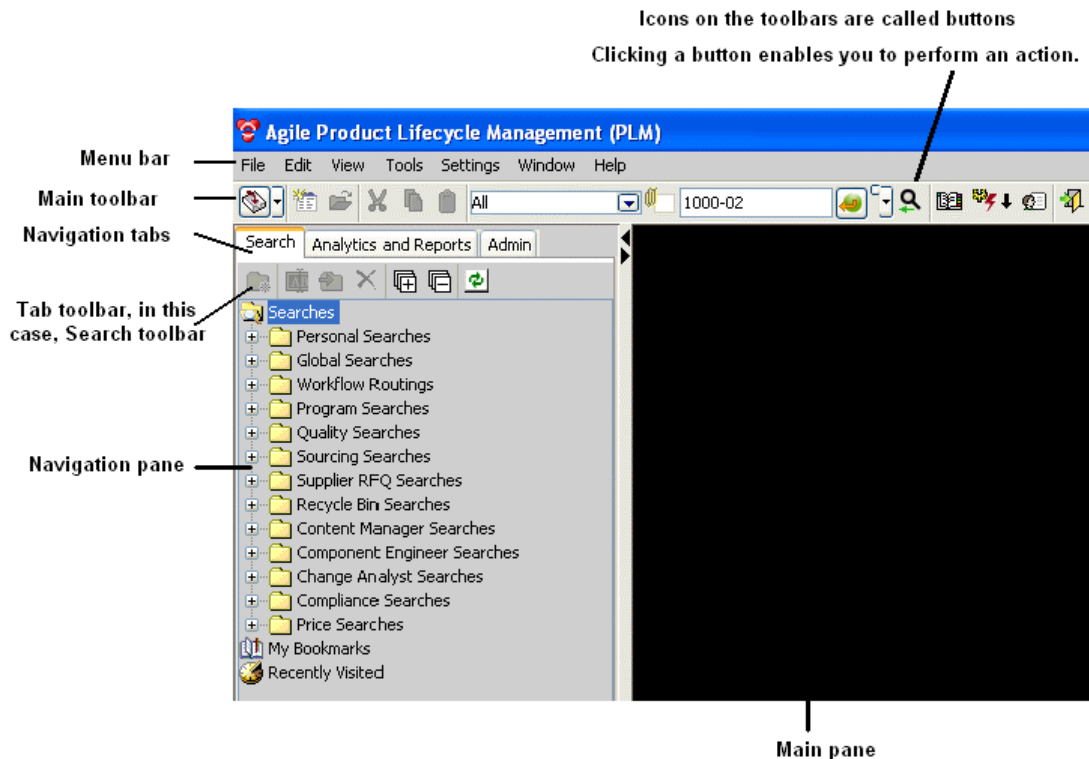 Icons on the toolbars are called buttons
Clicking a button enables you to perform an action.
Agile Product Lifecycle Management (PLM)
Menu bar
File Edit View Tools Settings Window Help
Main toolbar
All
1000-02
Navigation tabs
Search Analytics and Reports Admin
Tab toolbar, in this
case, Search toolbar
Searches
Personal Searches
Global Searches
Workflow Routings
Program Searches
Quality Searches
Sourcing Searches
Navigation pane
Supplier RFQ Searches
Recycle Bin Searches
Content Manager Searches
Component Engineer Searches
Change Analyst Searches
Compliance Searches
Price Searches
My Bookmarks
Recently Visited
Main pane